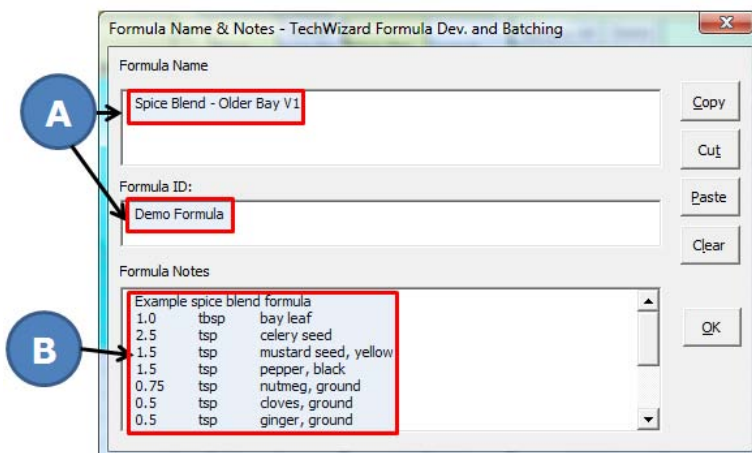 Formula Name & Notes - TechWizard Formula Dev. and Batching
X
Formula Name
Spice Blend - Older Bay V1
Copy
Cut
A
Formula ID:
Demo Formula
Paste
Clear
Formula Notes
Example spice blend formula
1.0 tbsp bay leaf
2.5 tsp celery seed
1.5 tsp mustard seed, yellow
1.5 tsp pepper, black
0.75 tsp nutmeg, ground
0.5 tsp cloves, ground
0.5 tsp ginger, ground
OK
B